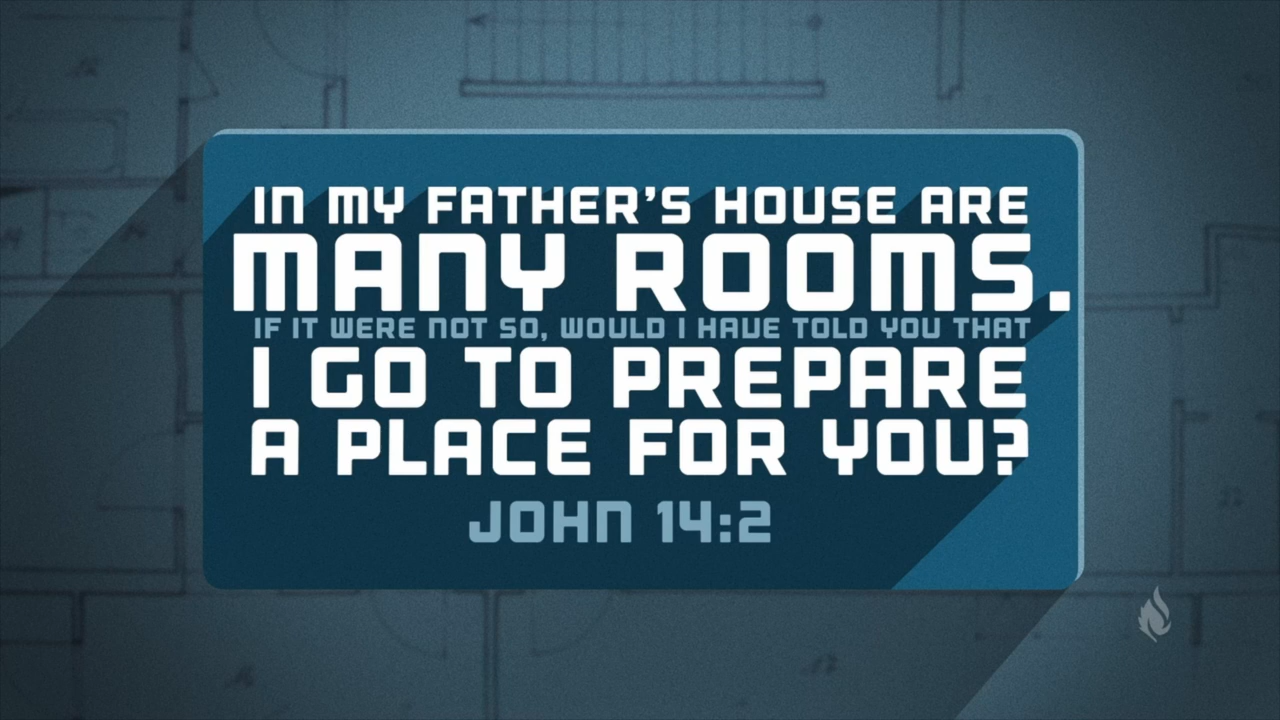 IN MY FATHER'S HOUSE ARE
MANY ROOMS.
IF IT WERE NOT SO, WOULD I HAVE TOLD YOU THAT
I GO TO PREPARE
A PLACE FOR YOU?
JOHN 14:2